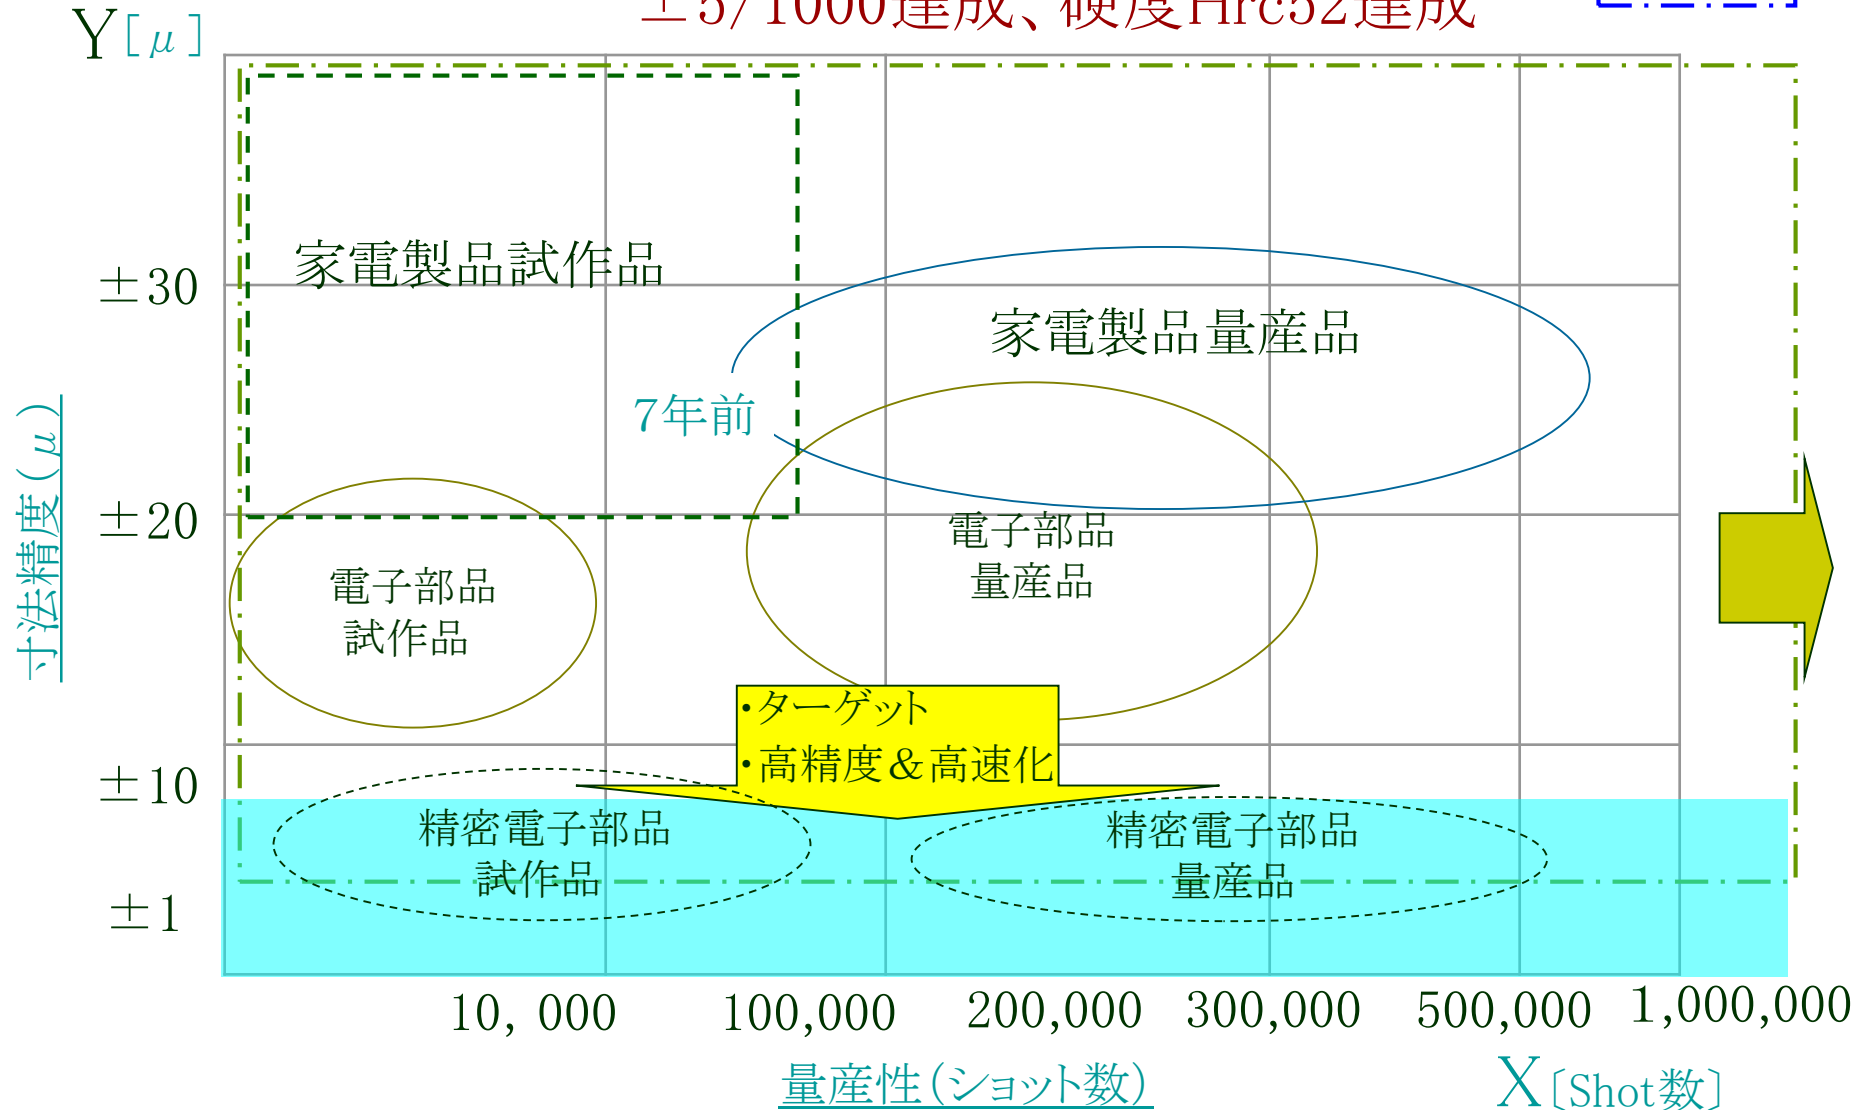 ±5/1000達成、硬度Hrc52達成
Y[μ]
家電製品試作品
±30
家電製品量産品
7年前
寸法精度(μ)
±20
電子部品
量産品
電子部品
試作品
・ターゲット
・高精度&高速化
±10
精密電子部品
試作品
精密電子部品
量産品
±1
10, 000
100,000
200,000
300,000
500,000
1,000,000
量産性(ショット数)
X[Shot数]